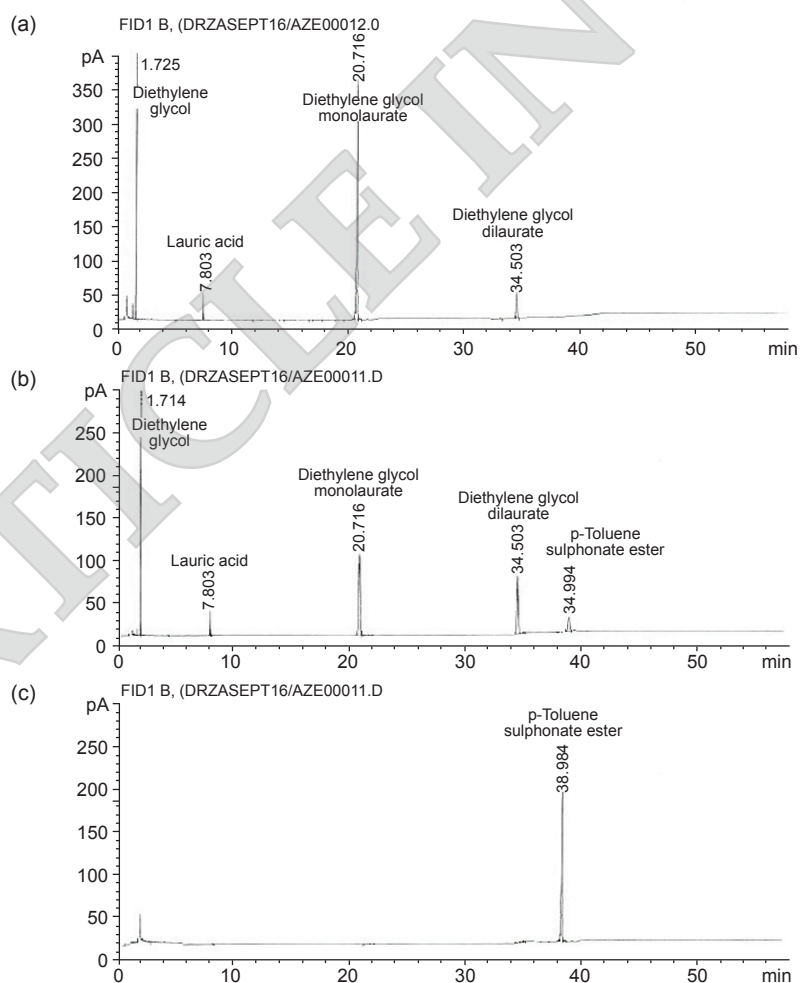 (a)
FID1 B, (DRZASEPT16/AZE00012.0
pA
350
300
250
200
150
100
50
0
1.725
Diethylene
glycol
Lauric acid
7.803
20.716
Diethylene glycol
monolaurate
Diethylene glycol
dilaurate
34.503
0
10
20
30
40
50
min
(b)
FID1 B, (DRZASEPT16/AZE00011.D
pA
250
200
150
100
50
0
1.714
Diethylene
glycol
Lauric acid
7.803
Diethylene glycol
monolaurate
20.716
Diethylene glycol
dilaurate
34.503
p-Toluene
sulphonate ester
34.994
0
10
20
30
40
50
min
(c)
FID1 B, (DRZASEPT16/AZE00011.D
pA
250
200
150
100
50
0
p-Toluene
sulphonate ester
38.984
0
10
20
30
40
50
min
RTICLE IN